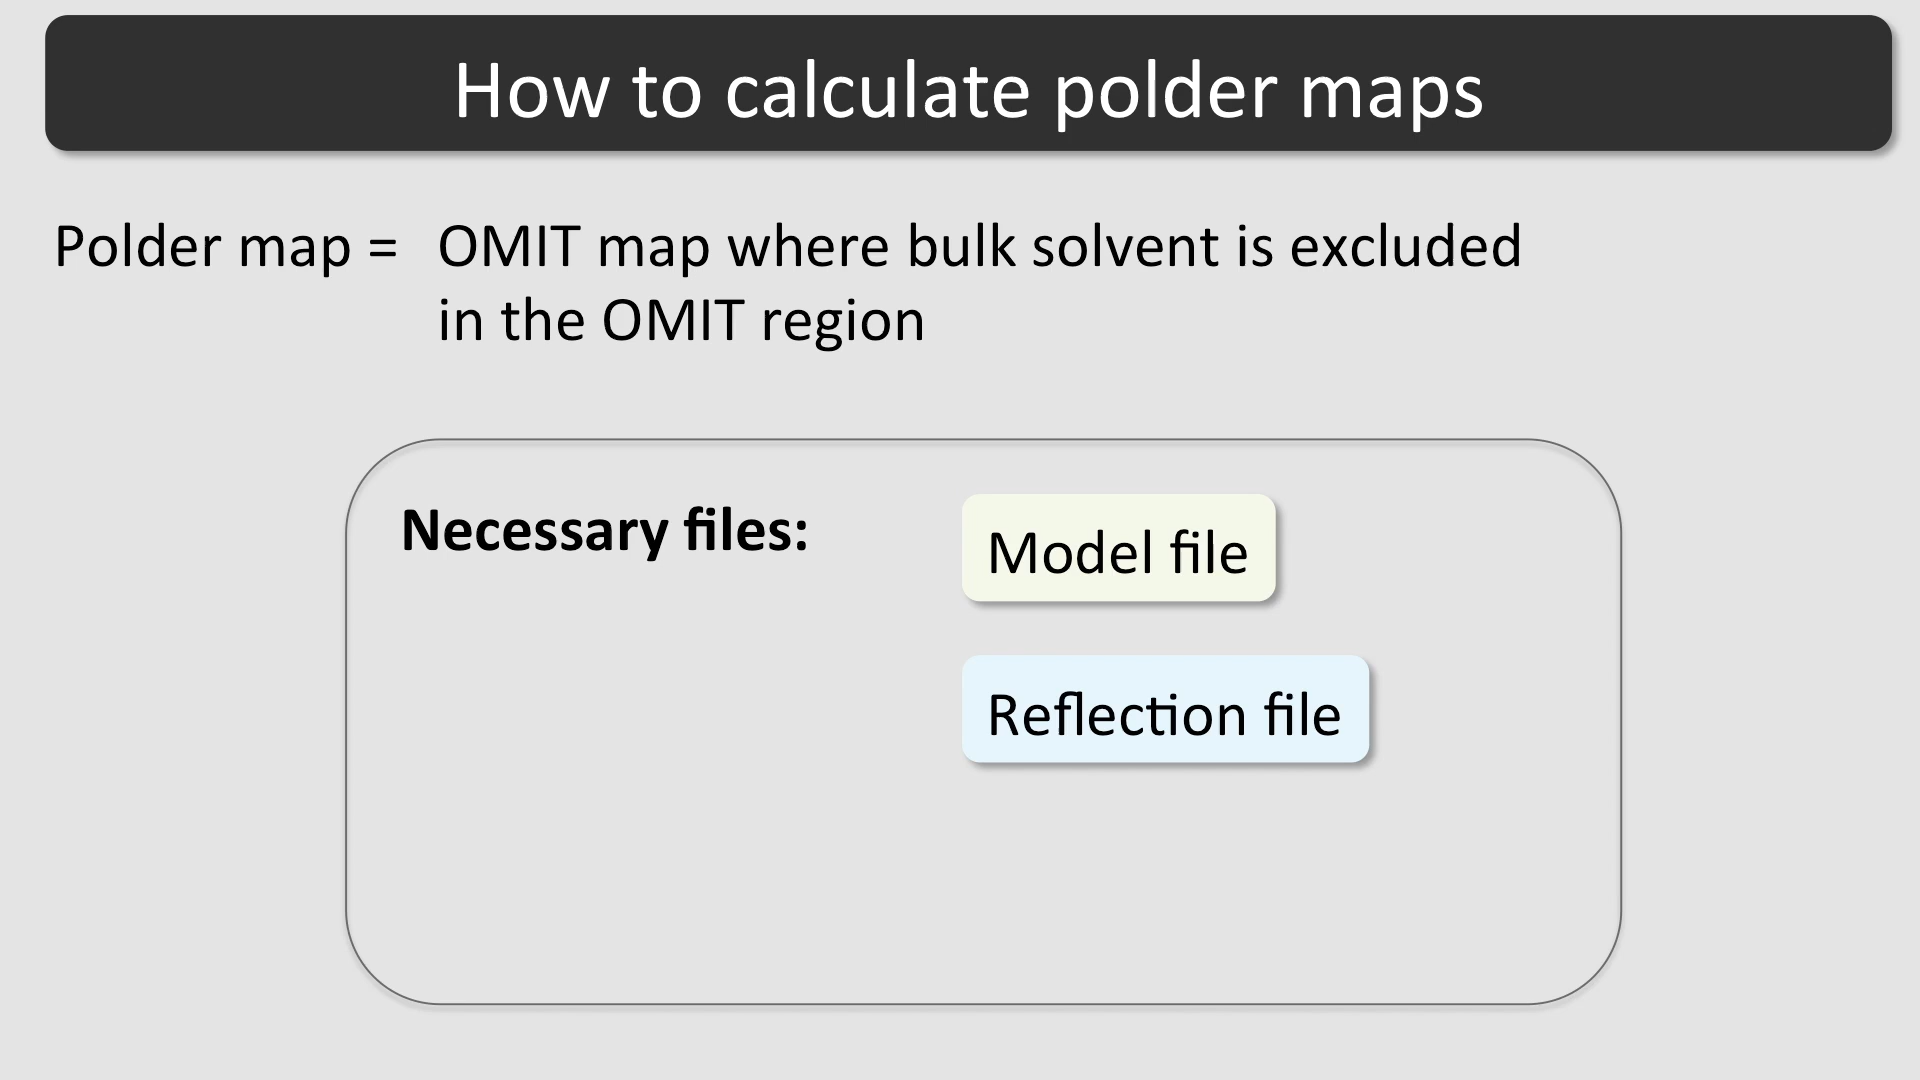 How to calculate polder maps
Polder map = OMIT map where bulk solvent is excluded
in the OMIT region
Necessary files:
Model file
Reflection file